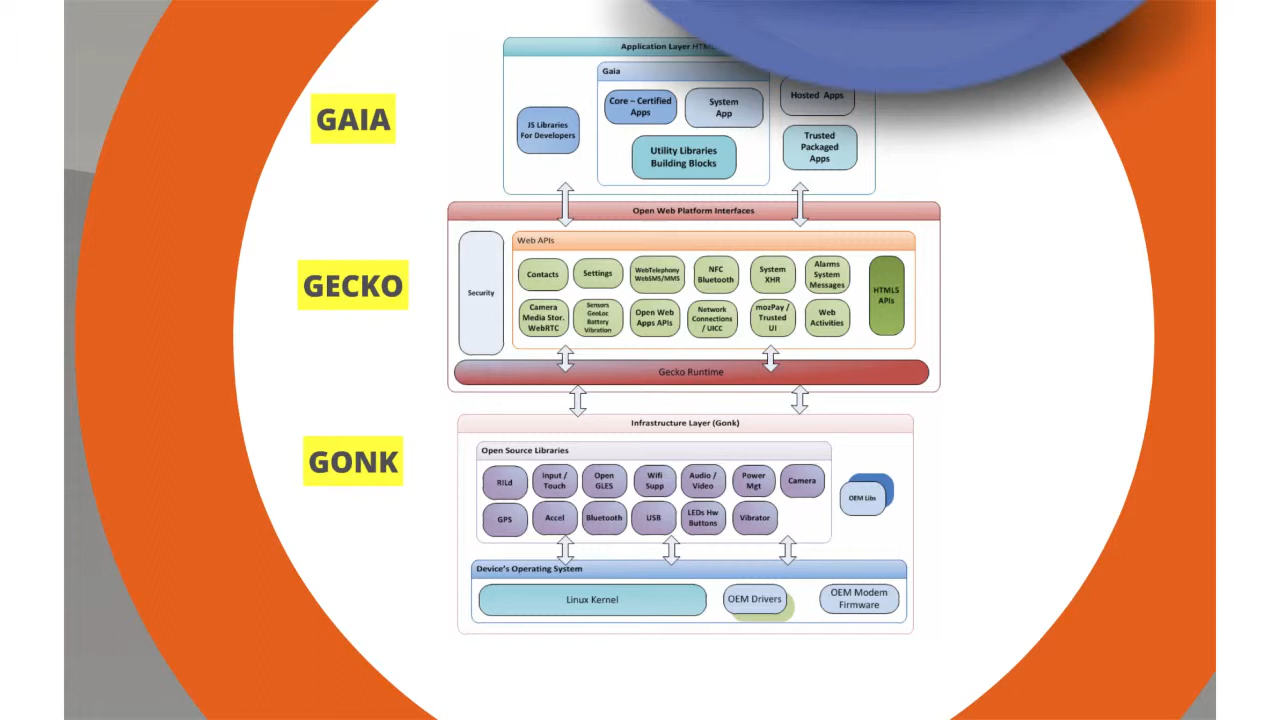 GAIA
Application Layer
Gaia
Core – Certified
Apps
System
App
Hosted Apps
JS Libraries
For Developers
Utility Libraries
Building Blocks
Trusted
Packaged
Apps
GECKO
Open Web Platform Interfaces
Security
Web APIs
Contacts
Settings
WebTelephony
WebSMS/MMS
NFC
Bluetooth
System
XHR
Alarms
System
Messages
Camera
Media Stor.
WebRTC
Sensors
GeoLoc
Battery
Vibration
Open Web
Apps APIs
Network
Connections
/ UICC
mozPay /
Trusted
UI
Web
Activities
HTML5
APIs
Gecko Runtime
GONK
Infrastructure Layer (Gonk)
Open Source Libraries
RILd
Input /
Touch
Open
GLES
Wifi
Supp
Audio /
Video
Power
Mgt
Camera
GPS
Accel
Bluetooth
USB
LEDs Hw
Buttons
Vibrator
OEM Libs
Device's Operating System
Linux Kernel
OEM Drivers
OEM Modem
Firmware